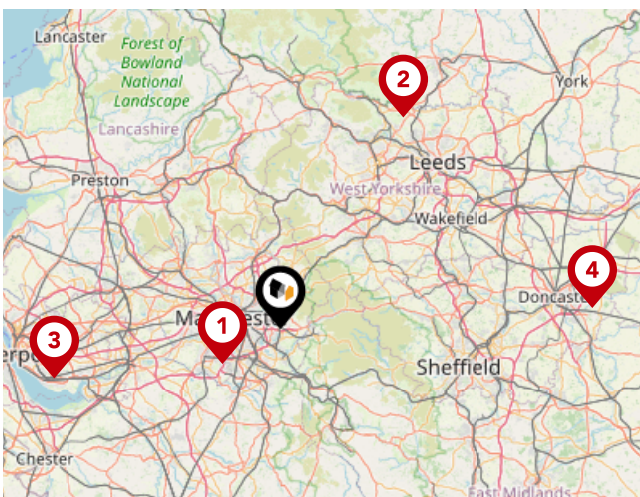 Lancaster
Forest of
Bowland
National
Landscape
2
York
Lancashire
Leeds
Preston
West Yorkshire
Wakefield
4
Doncaste
1
3
Sheffield
Chester
East Midlands